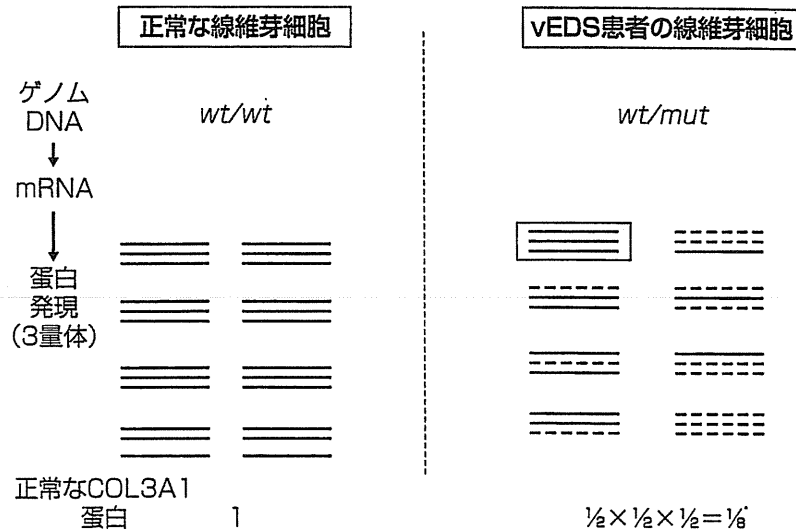 正常な線維芽細胞
vEDS患者の線維芽細胞
ゲノム
DNA
wt/wt
wt/mut
↓
mRNA
↓
蛋白
発現
(3量体)
正常なCOL3A1
蛋白
1
½×½×½=⅛